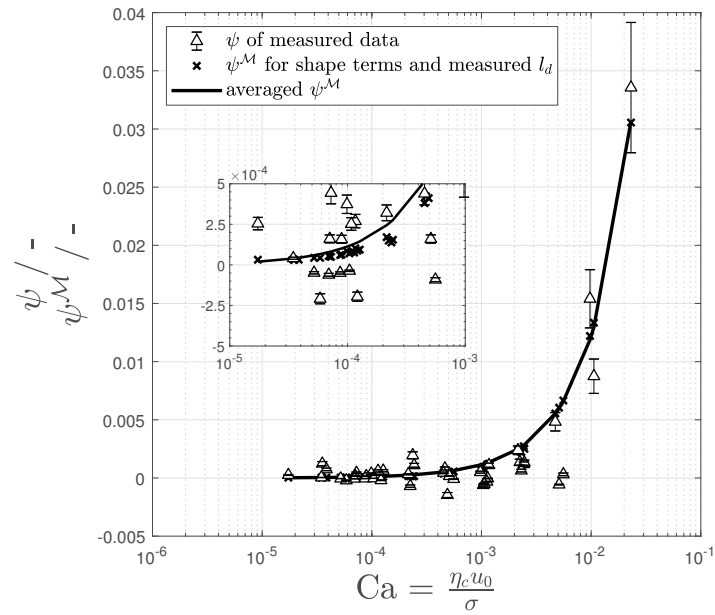 0.04
0.035
0.03
0.025
0.02
0.015
0.01
0.005
0
-0.005
ψ / -
ψ^ℳ / -
ψ of measured data
ψ^ℳ for shape terms and measured l_d
averaged ψ^ℳ
×10^-4
5
2.5
0
-2.5
-5
10^-5 10^-4 10^-3
10^-6 10^-5 10^-4 10^-3 10^-2 10^-1
Ca = η_c u_0 / σ